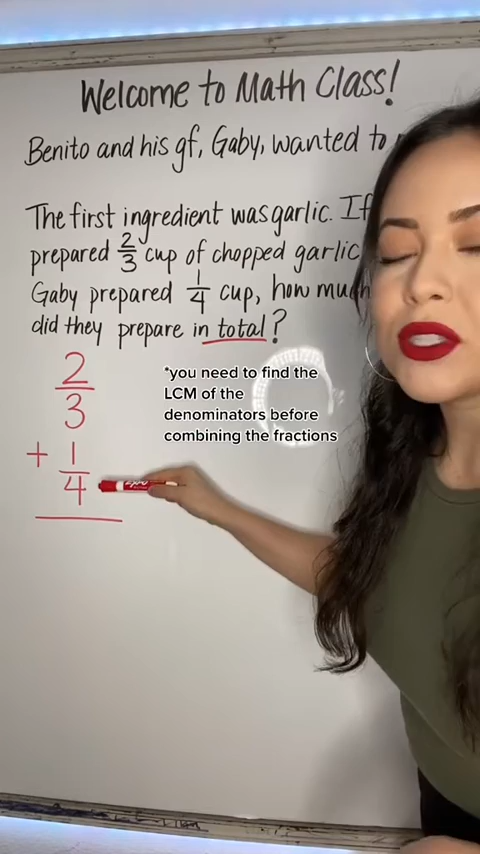 Welcome to Math Class!
Benito and his gf, Gaby, wanted to
The first ingredient was garlic. If
prepared 2/3 cup of chopped garlic
Gaby prepared 1/4 cup, how much
did they prepare in total?
2
3
+ 1
4
*you need to find the
LCM of the
denominators before
combining the fractions
EXPO